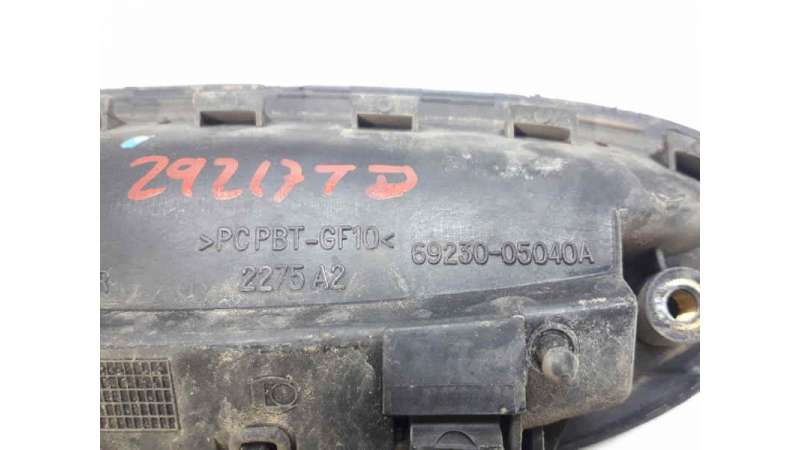 29217TD
>PC PBT-GF10<
69230-05040A
2275 A2
R